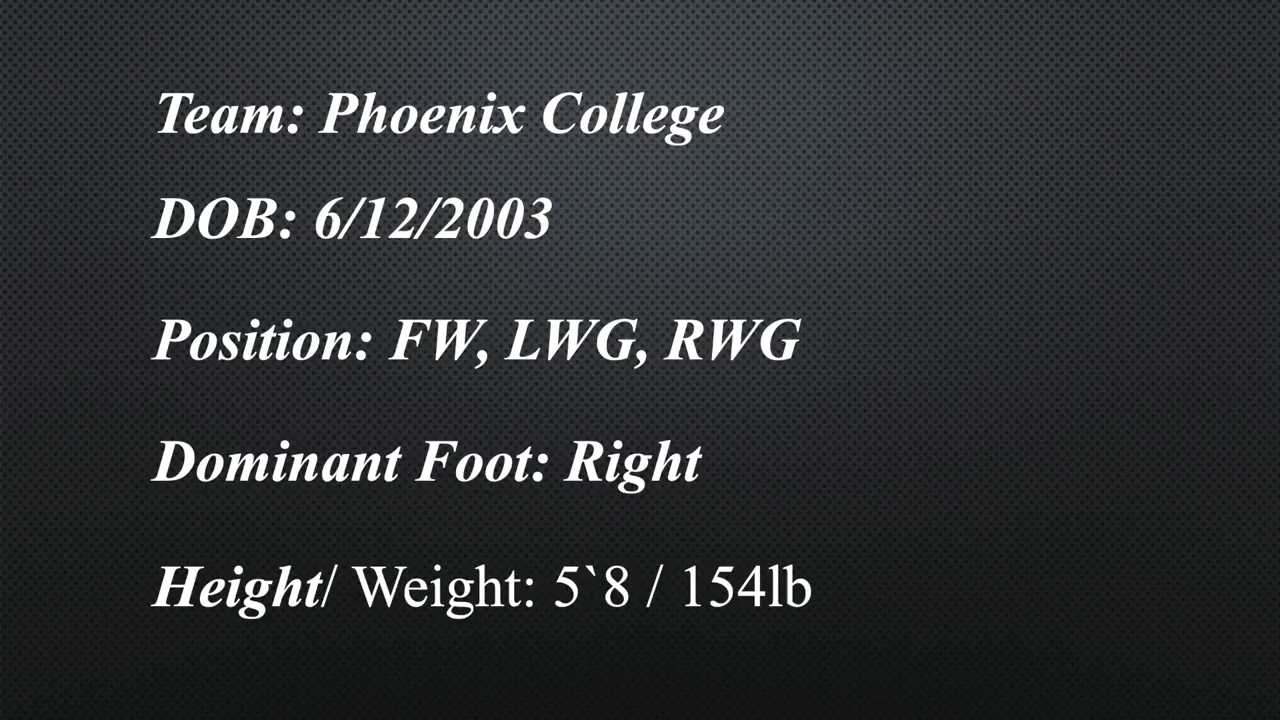 Team: Phoenix College
DOB: 6/12/2003
Position: FW, LWG, RWG
Dominant Foot: Right
Height/ Weight: 5`8 / 154lb